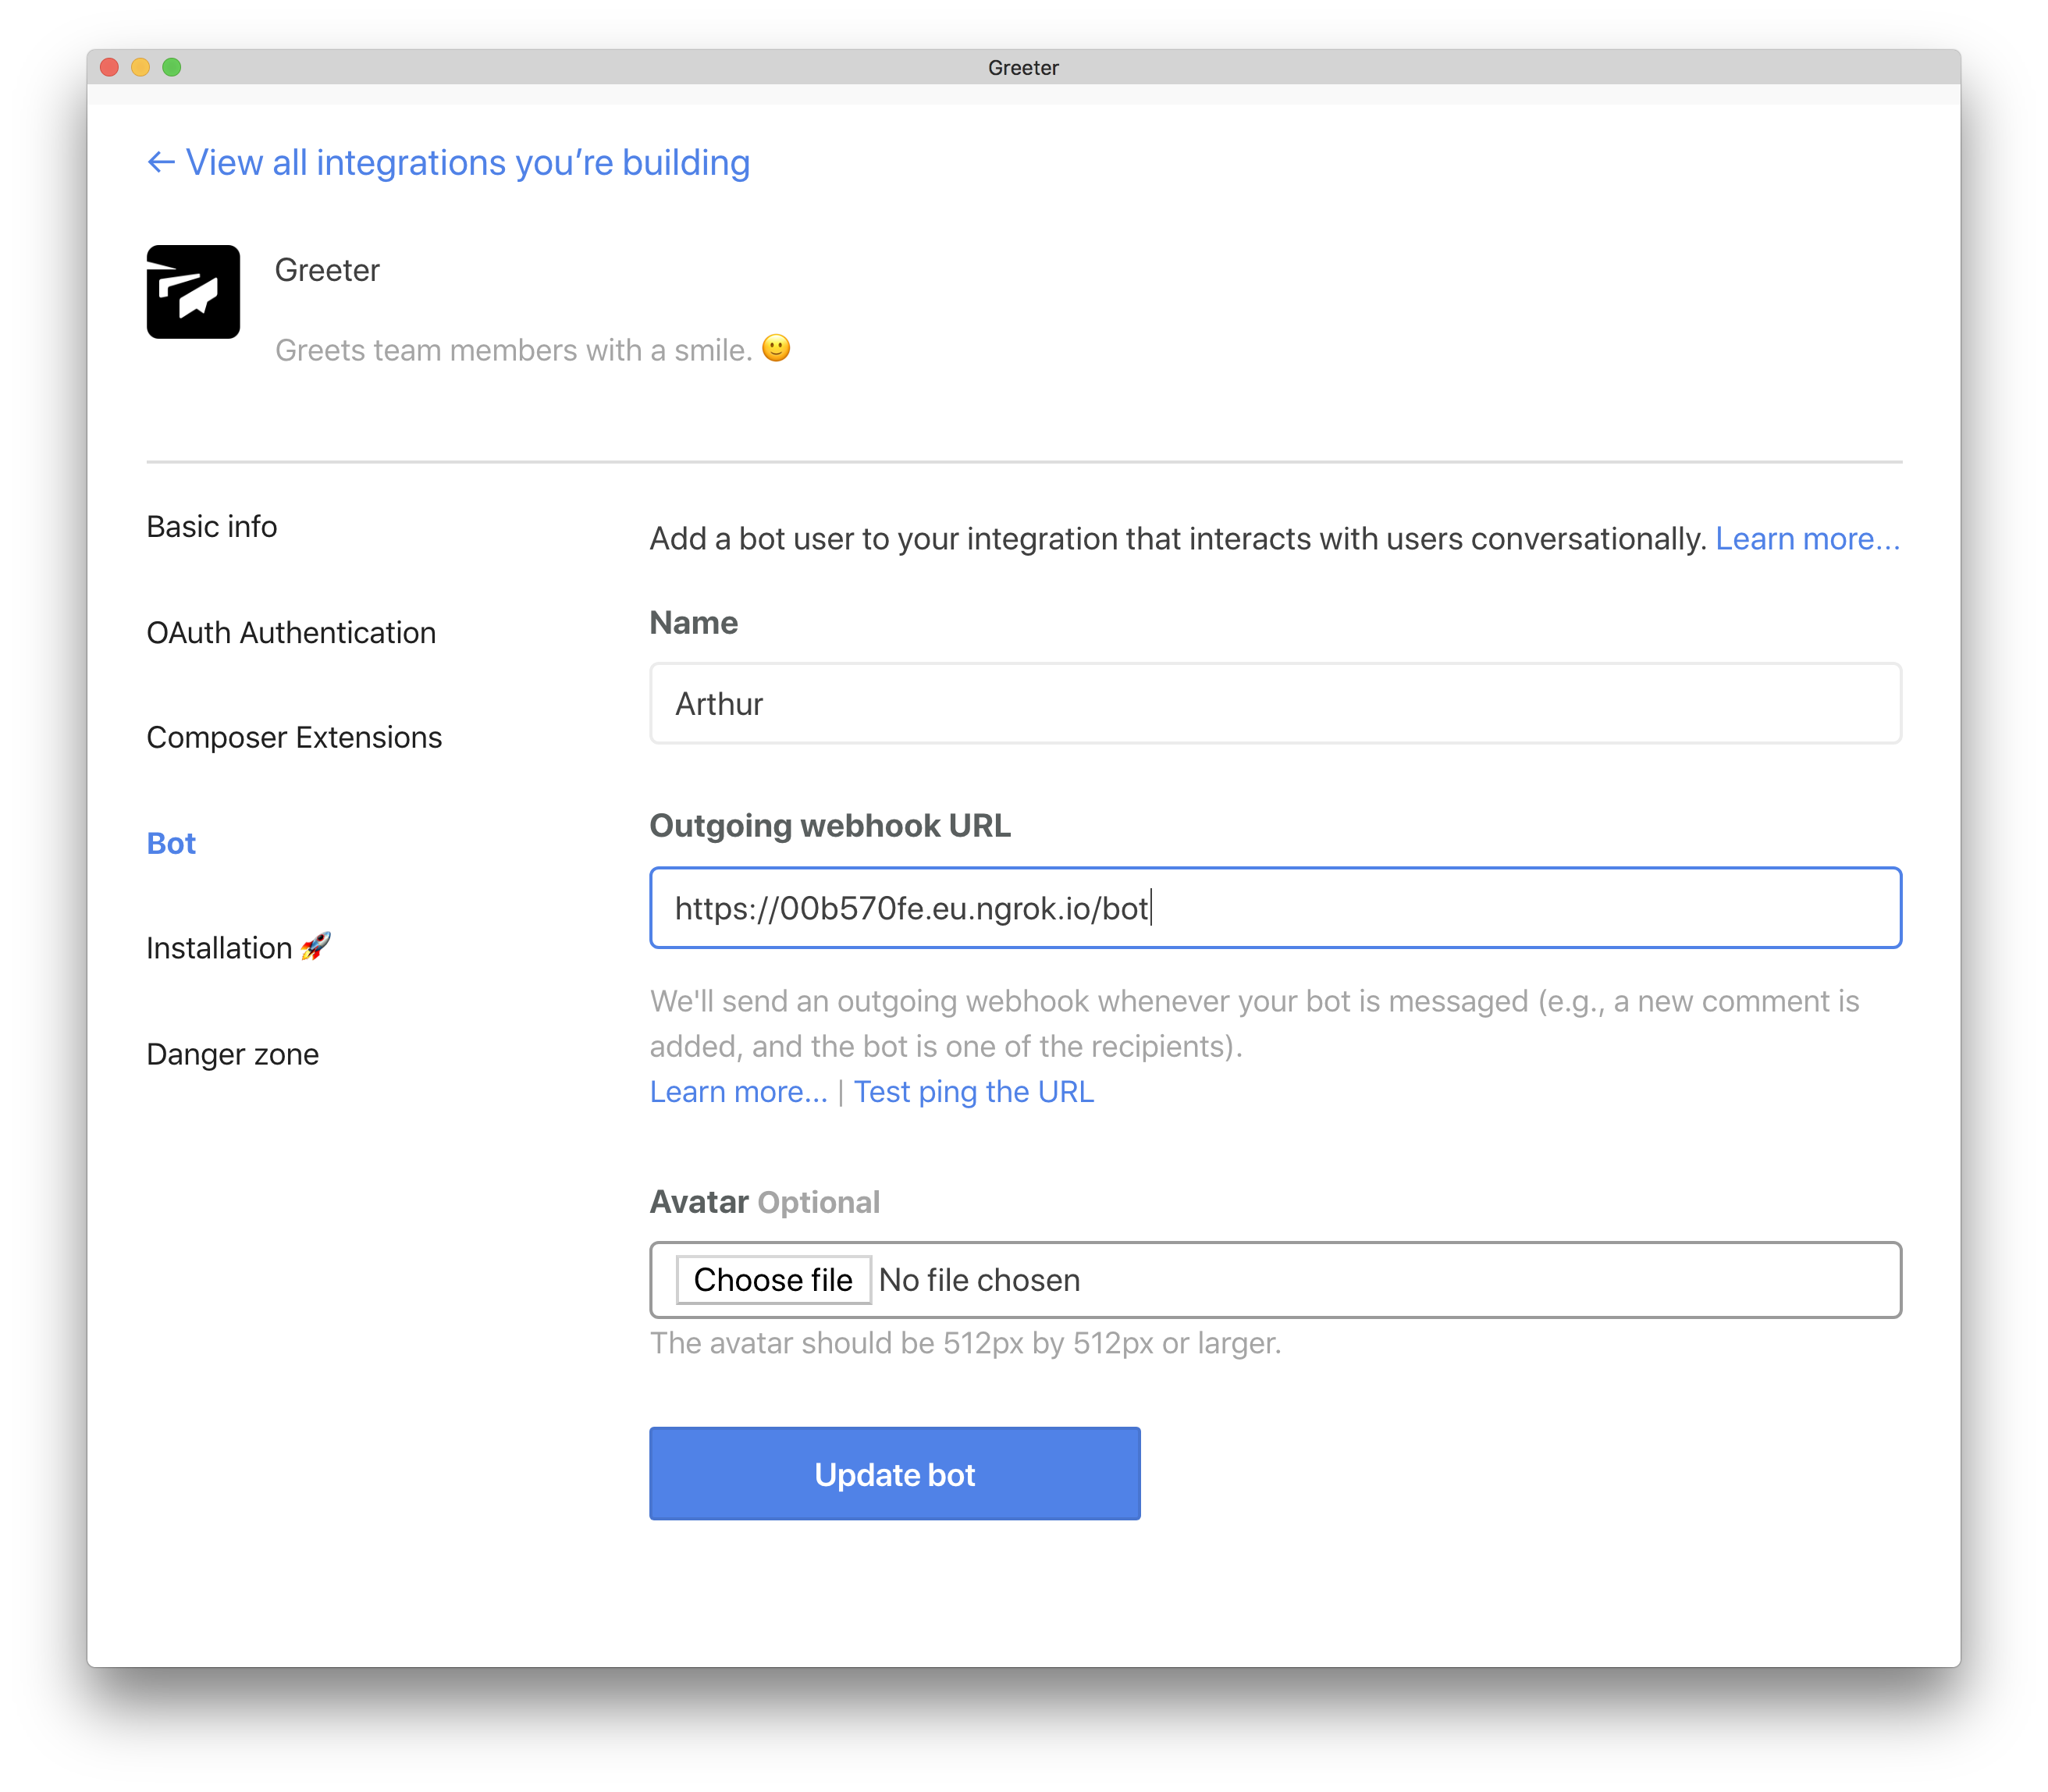 Greeter
← View all integrations you’re building
Greeter
Greets team members with a smile. 🙂
Basic info
OAuth Authentication
Composer Extensions
Bot
Installation 🚀
Danger zone
Add a bot user to your integration that interacts with users conversationally. Learn more...
Name
Arthur
Outgoing webhook URL
https://00b570fe.eu.ngrok.io/bot
We'll send an outgoing webhook whenever your bot is messaged (e.g., a new comment is
added, and the bot is one of the recipients).
Learn more... | Test ping the URL
Avatar Optional
Choose file No file chosen
The avatar should be 512px by 512px or larger.
Update bot